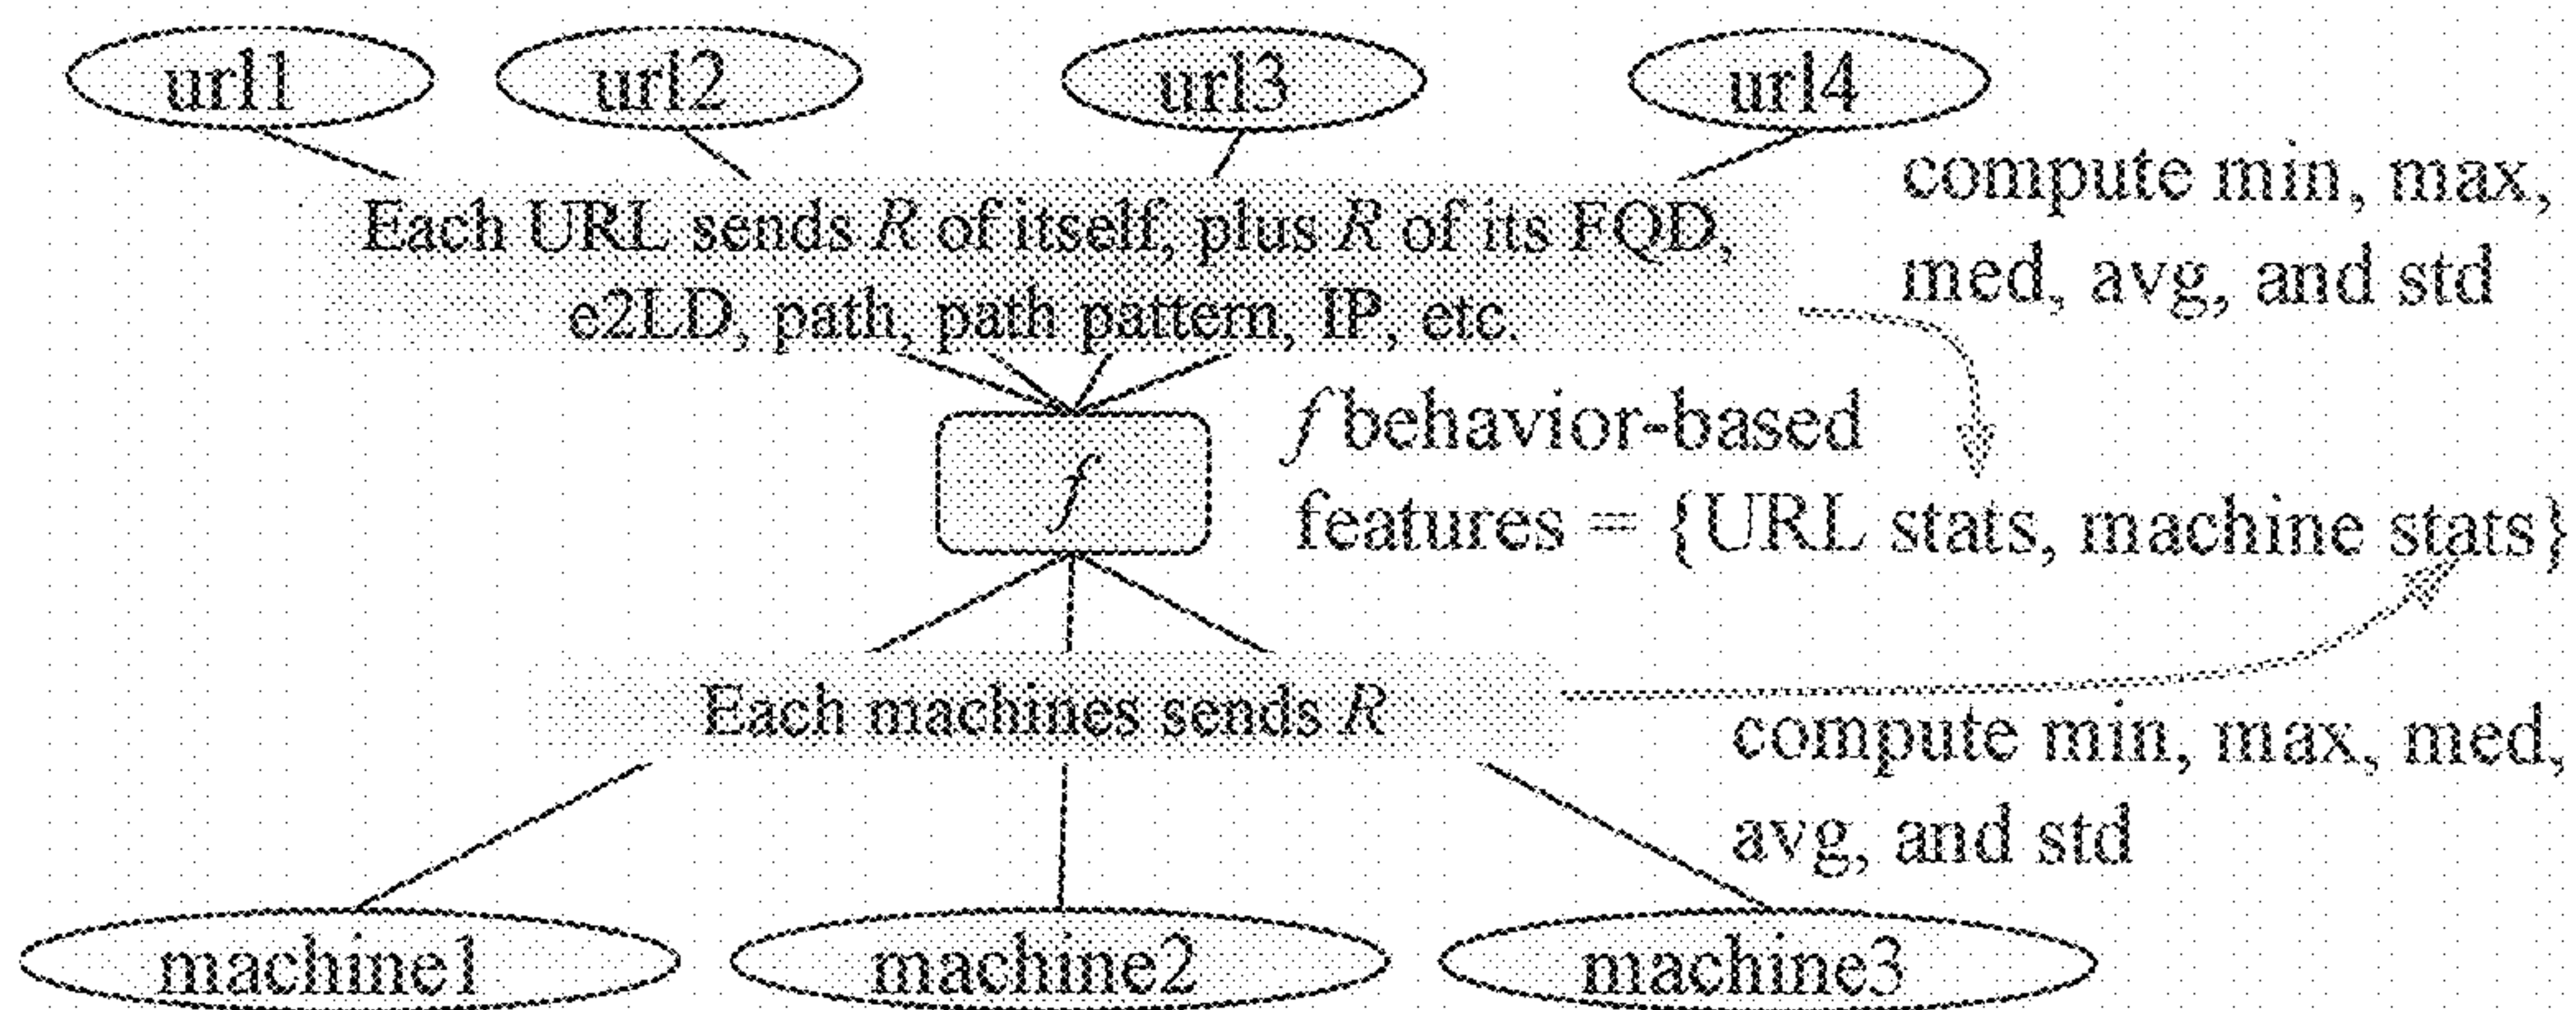 url1 url2 url3 url4
compute min, max,
med, avg, and std
Each URL sends R of itself, plus R of its FQD,
e2LD, path, path pattern, IP, etc.
f
f behavior-based
features = {URL stats, machine stats}
Each machines sends R
compute min, max, med,
avg, and std
machine1 machine2 machine3